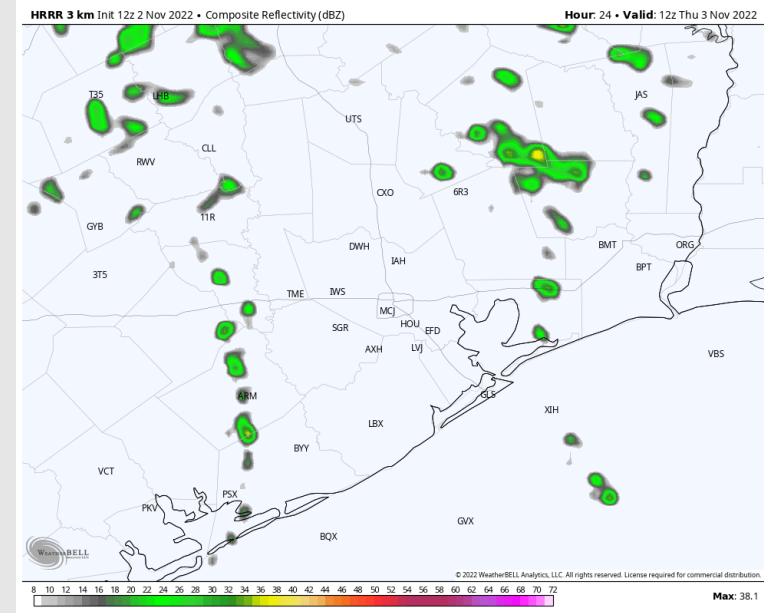 HRRR 3 km Init 12z 2 Nov 2022 • Composite Reflectivity (dBZ) Hour: 24 • Valid: 12z Thu 3 Nov 2022
T35 LHB JAS
UTS
CLL
RWV
CXO 6R3
11R
GYB
DWH BMT ORG
IAH
3T5 BPT
TME IWS
MCJ
SGR HOU EFD
AXH LVJ VBS
ARM GLS
XIH
LBX
BYY
VCT
PSX
PKV
GVX
BQX
WeatherBELL
© 2022 WeatherBELL Analytics, LLC. All rights reserved. License required for commercial distribution.
8 10 12 14 16 18 20 22 24 26 28 30 32 34 36 38 40 42 44 46 48 50 52 54 56 58 60 62 64 66 68 70 72
Max: 38.1